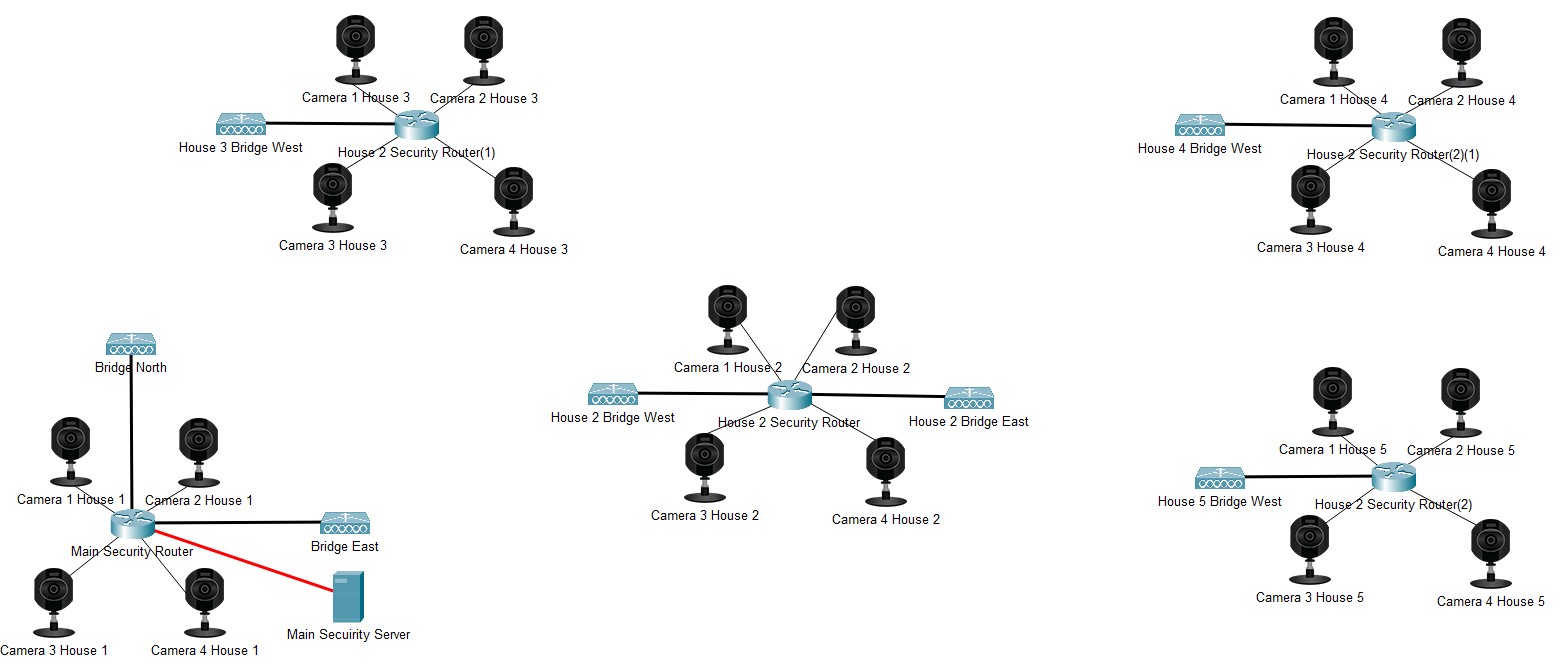 Camera 1 House 3
Camera 2 House 3
House 3 Bridge West
House 2 Security Router(1)
Camera 3 House 3
Camera 4 House 3
Camera 1 House 4
Camera 2 House 4
House 4 Bridge West
House 2 Security Router(2)(1)
Camera 3 House 4
Camera 4 House 4
Bridge North
Camera 1 House 1
Camera 2 House 1
Main Security Router
Bridge East
Camera 3 House 1
Camera 4 House 1
Main Secuirity Server
Camera 1 House 2
Camera 2 House 2
House 2 Bridge West
House 2 Security Router
House 2 Bridge East
Camera 3 House 2
Camera 4 House 2
Camera 1 House 5
Camera 2 House 5
House 5 Bridge West
House 2 Security Router(2)
Camera 3 House 5
Camera 4 House 5